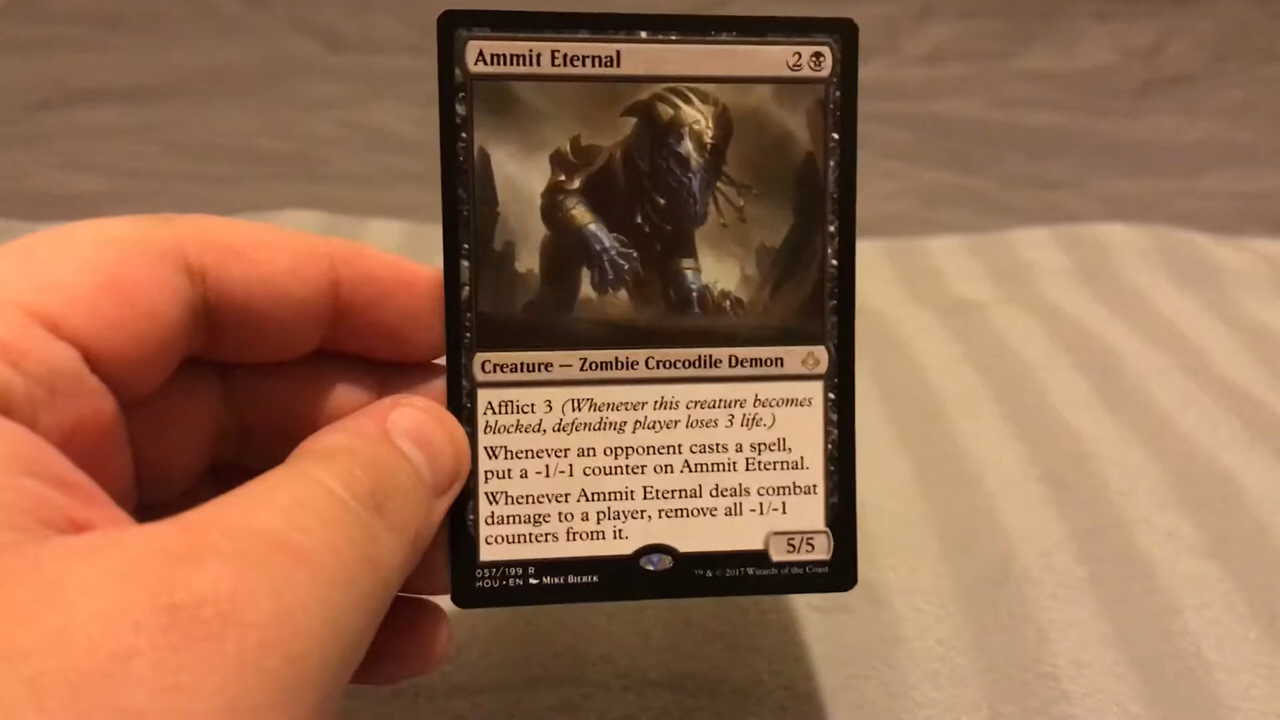 Ammit Eternal 2
Creature — Zombie Crocodile Demon
Afflict 3 (Whenever this creature becomes
blocked, defending player loses 3 life.)
Whenever an opponent casts a spell,
put a -1/-1 counter on Ammit Eternal.
Whenever Ammit Eternal deals combat
damage to a player, remove all -1/-1
counters from it.
5/5
057/199 R
HOU • EN Mike Bierek
™ & © 2017 Wizards of the Coast